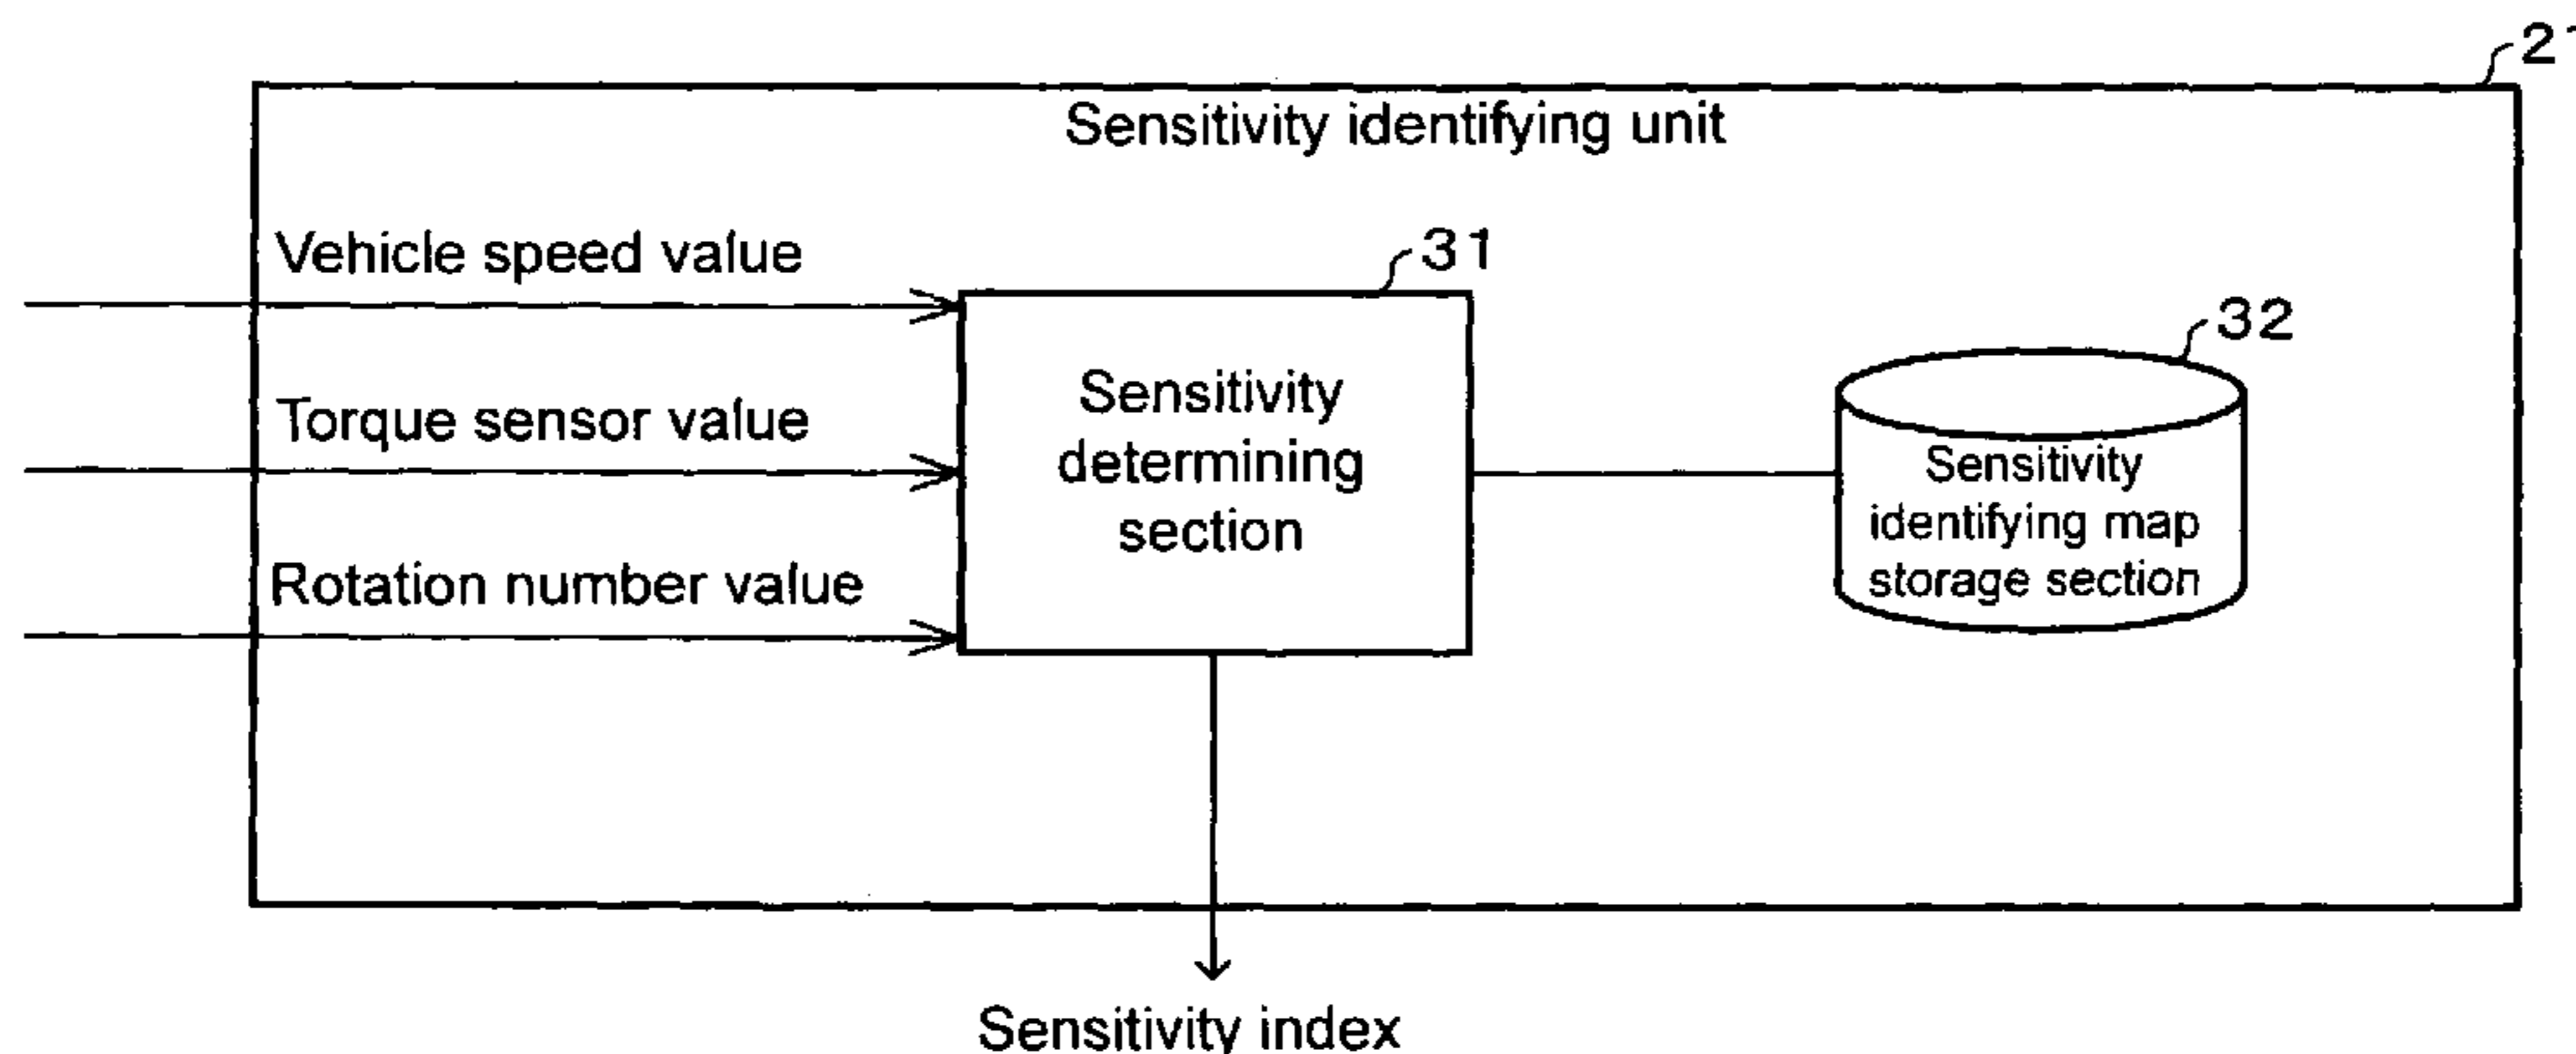 21
Sensitivity identifying unit
Vehicle speed value
31
32
Torque sensor value
Sensitivity
determining
section
Sensitivity
identifying map
storage section
Rotation number value
Sensitivity index